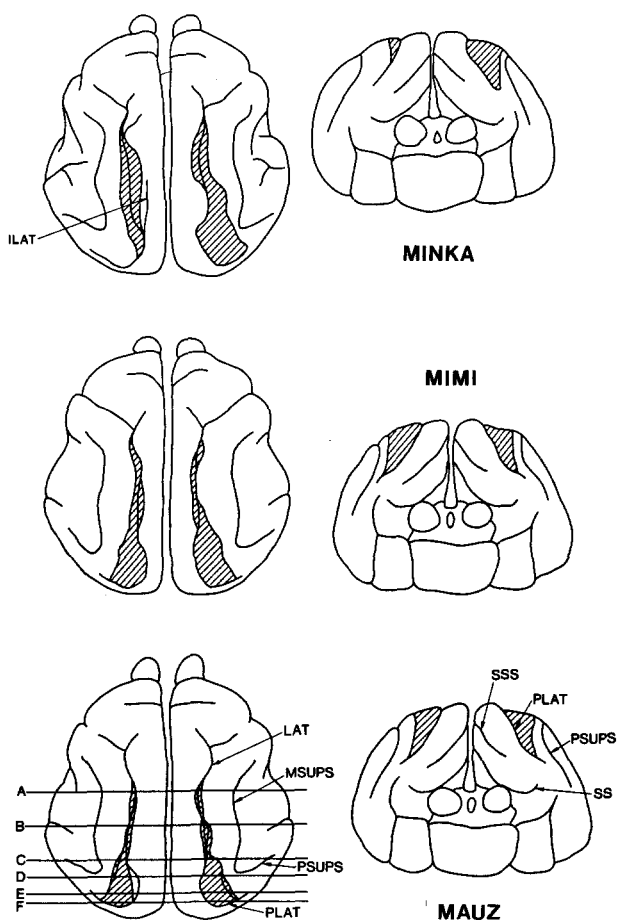 ILAT
MINKA
MIMI
SSS
PLAT
LAT
PSUPS
MSUPS
A
SS
B
C
PSUPS
D
E
F
PLAT
MAUZ